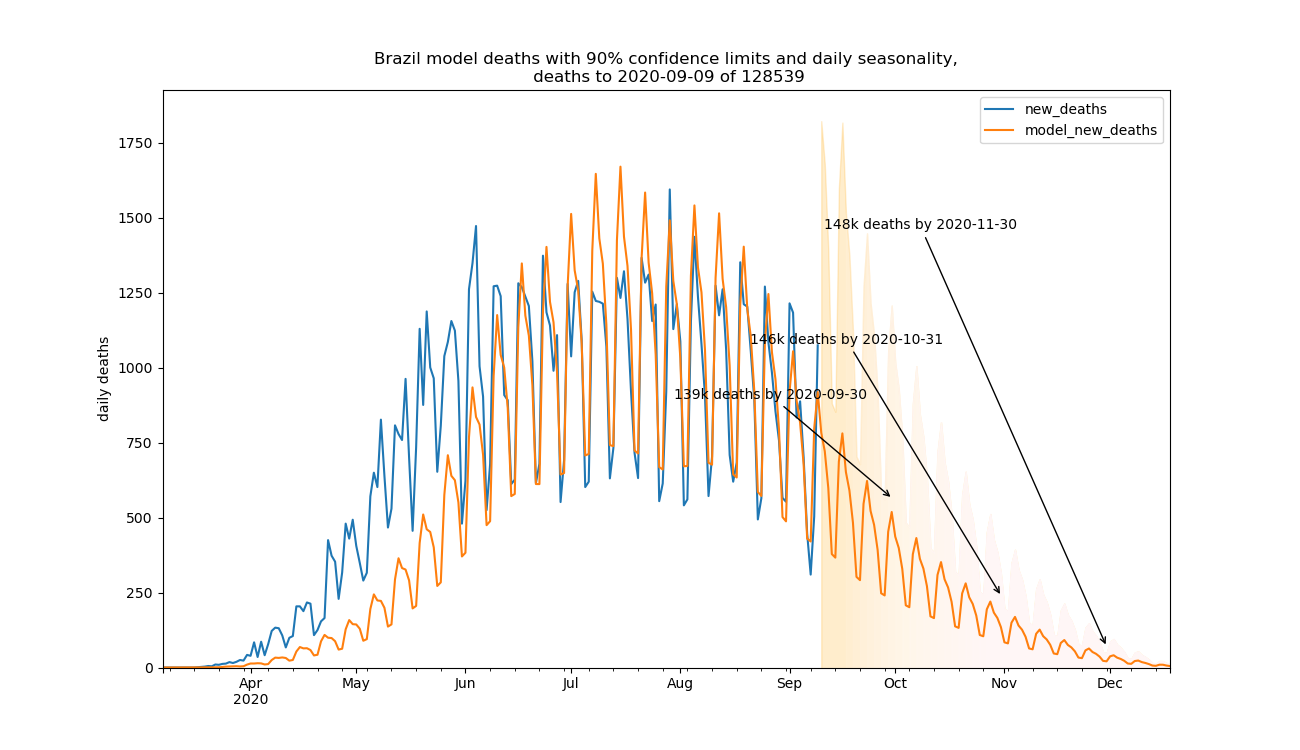 Brazil model deaths with 90% confidence limits and daily seasonality,
deaths to 2020-09-09 of 128539
new_deaths
model_new_deaths
daily deaths
1750
1500
1250
1000
750
500
250
0
148k deaths by 2020-11-30
146k deaths by 2020-10-31
139k deaths by 2020-09-30
Apr
2020
May
Jun
Jul
Aug
Sep
Oct
Nov
Dec